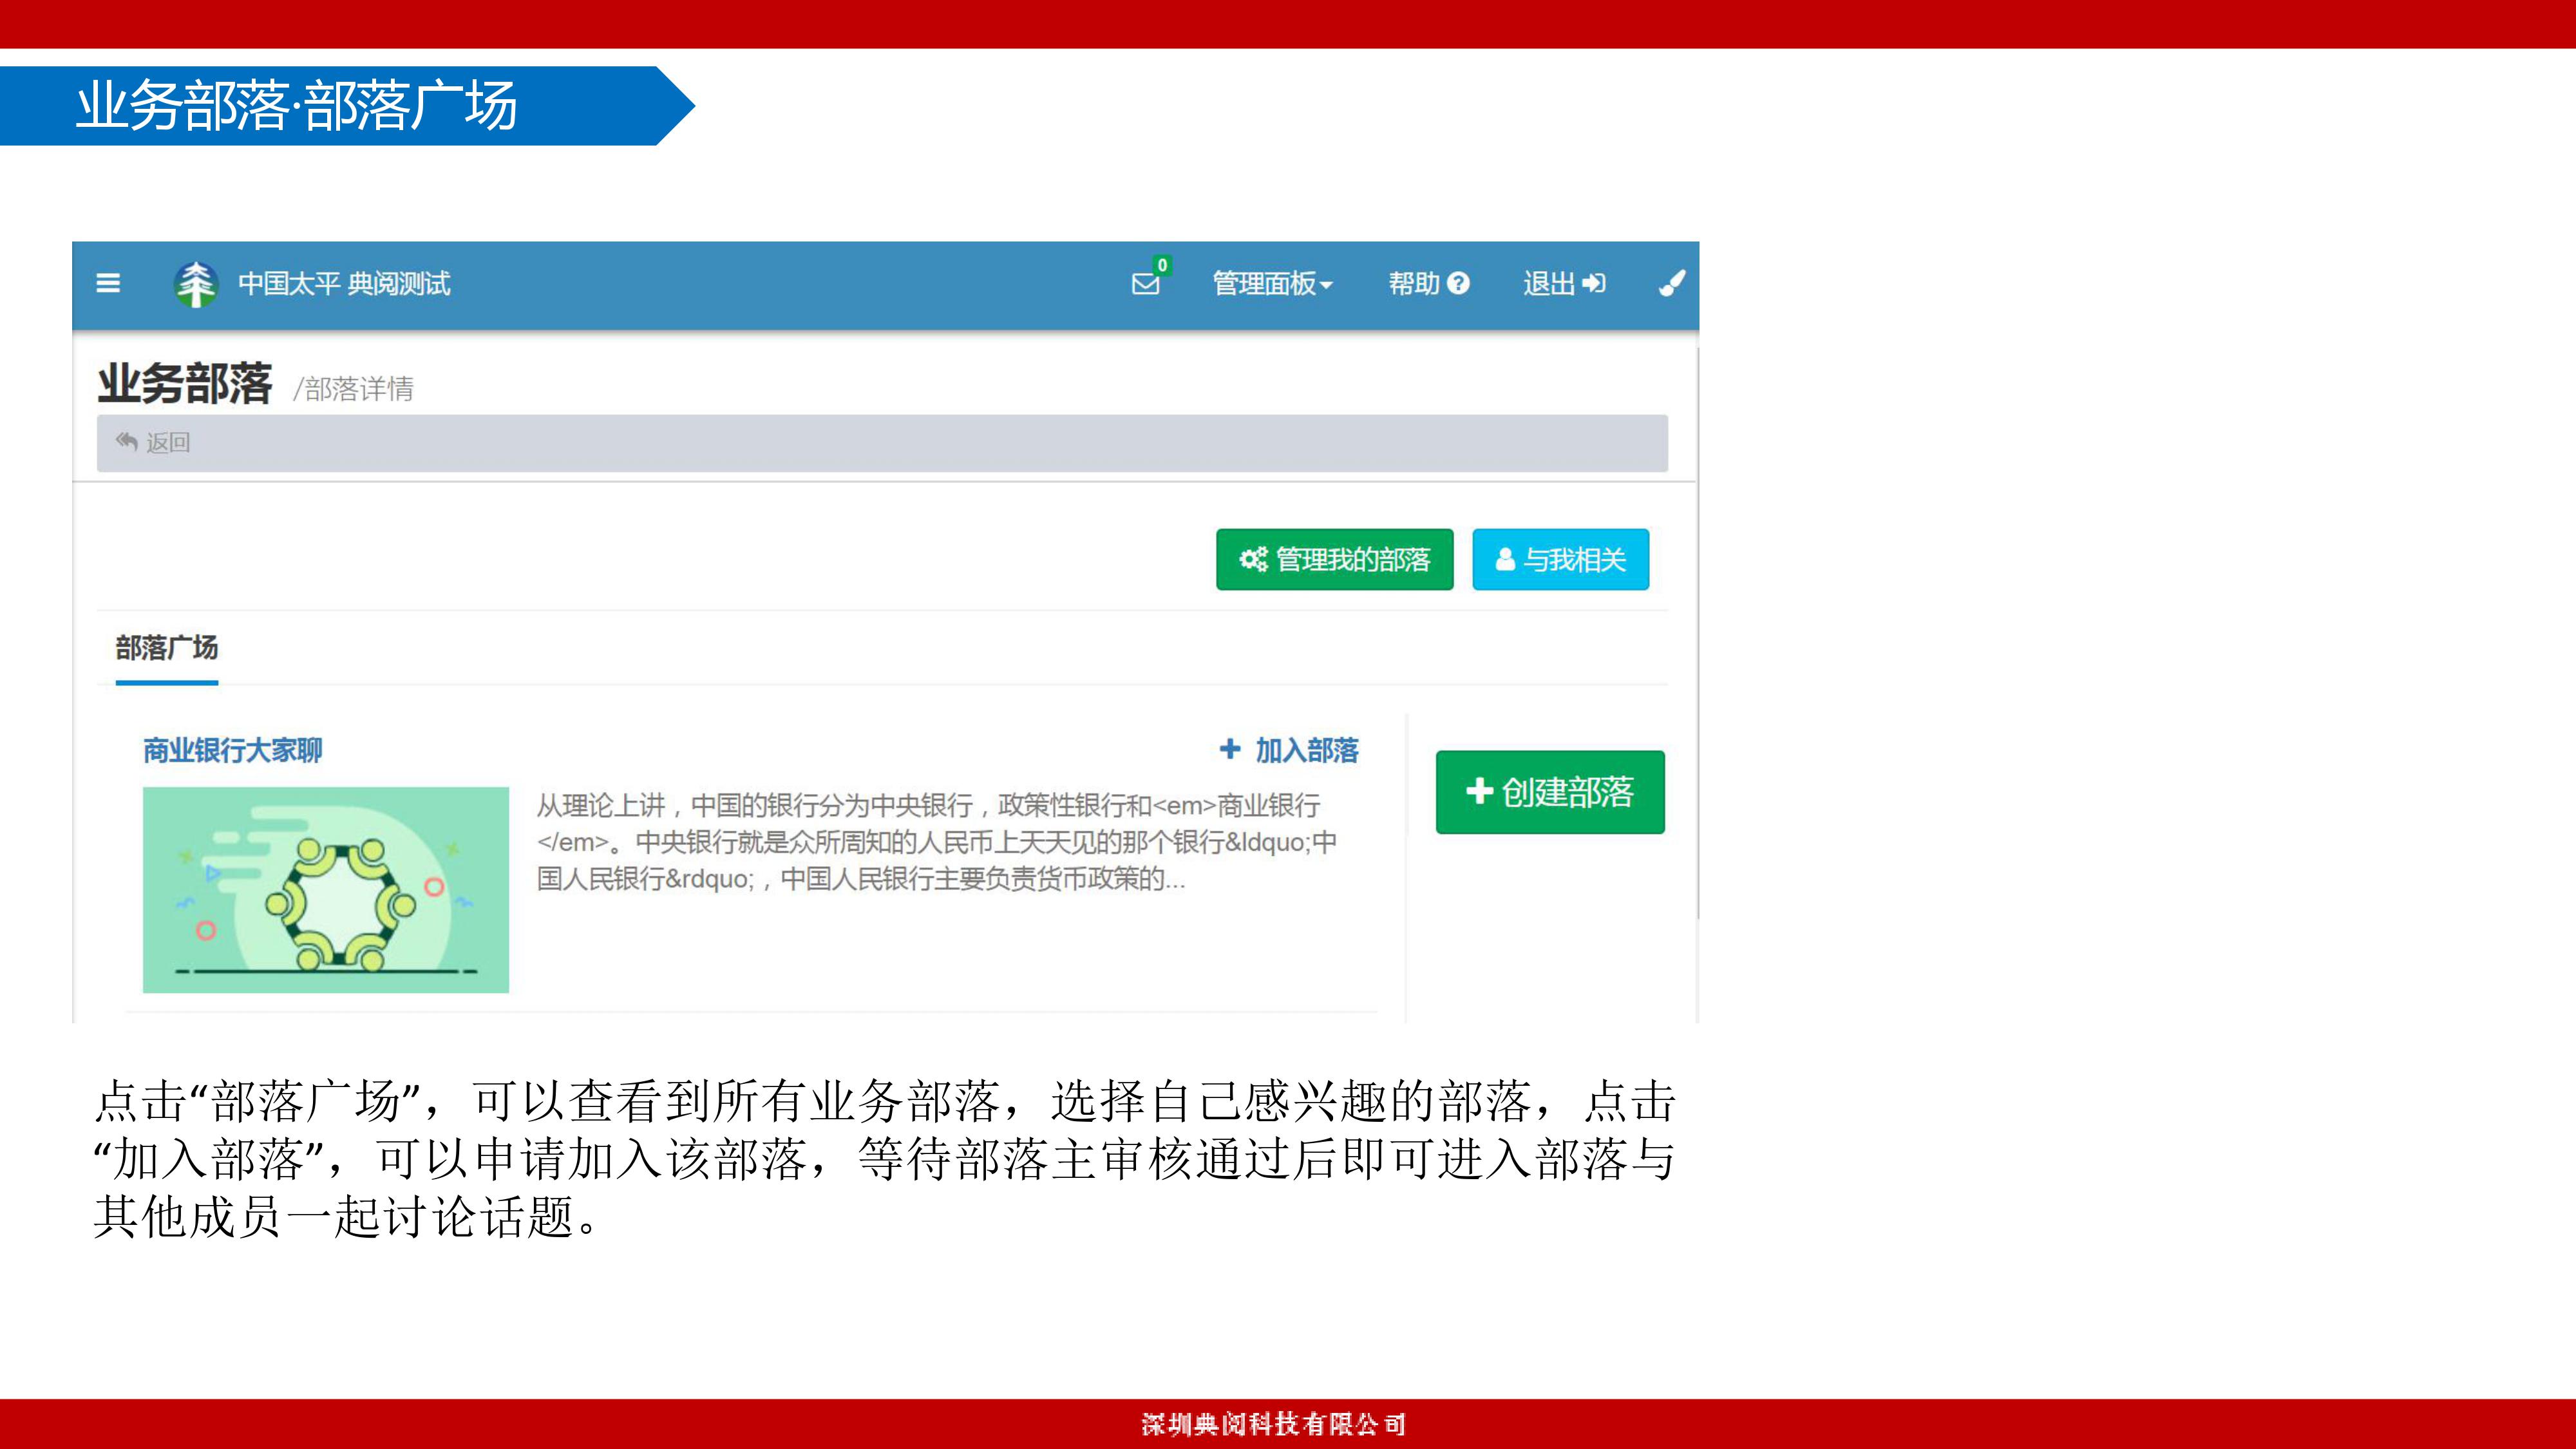 业务部落·部落广场
中国太平 典阅测试
0
管理面板
帮助
退出
业务部落 /部落详情
返回
管理我的部落
与我相关
部落广场
商业银行大家聊
加入部落
从理论上讲，中国的银行分为中央银行，政策性银行和<em>商业银行
</em>。中央银行就是众所周知的人民币上天天见的那个银行&ldquo;中
国人民银行&rdquo;，中国人民银行主要负责货币政策的...
创建部落
点击“部落广场”，可以查看到所有业务部落，选择自己感兴趣的部落，点击
“加入部落”，可以申请加入该部落，等待部落主审核通过后即可进入部落与
其他成员一起讨论话题。
深圳典阅科技有限公司